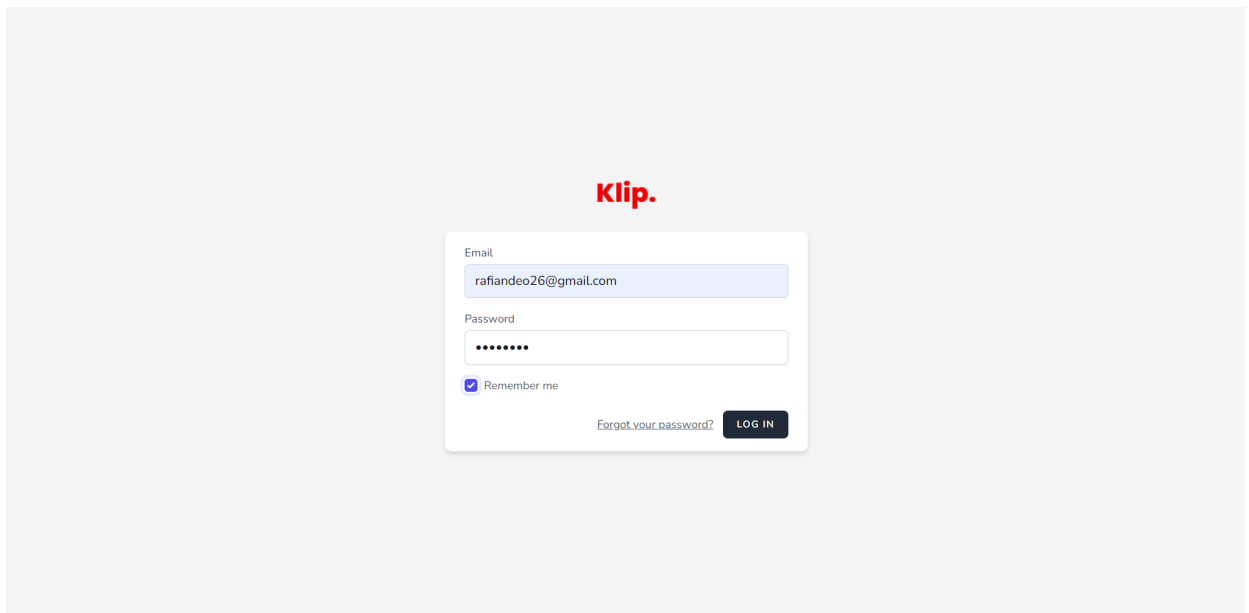 Klip.
Email
rafiandeo26@gmail.com
Password
••••••••
Remember me
Forgot your password? LOG IN